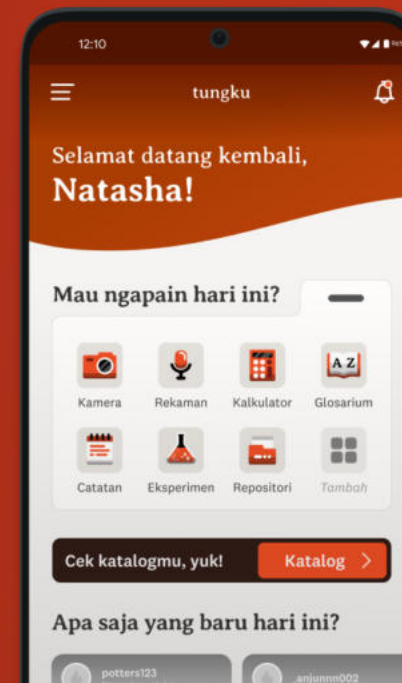 12:10
tungku
Selamat datang kembali,
Natasha!
Mau ngapain hari ini?
Kamera Rekaman Kalkulator Glosarium
A Z
Catatan Eksperimen Repositori Tambah
Cek katalogmu, yuk! Katalog >
Apa saja yang baru hari ini?
potters123 anjunnn002